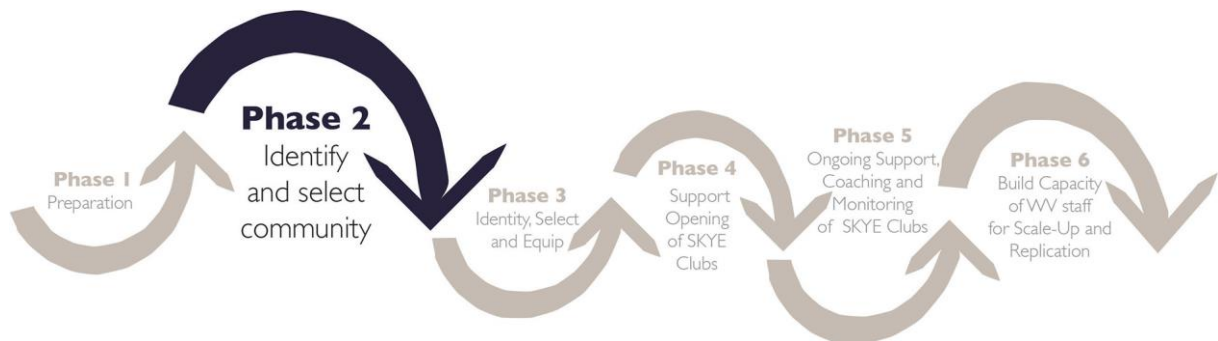 Phase 1
Preparation
Phase 2
Identify
and select
community
Phase 3
Identity, Select
and Equip
Phase 4
Support
Opening
of SKYE
Clubs
Phase 5
Ongoing Support,
Coaching and
Monitoring
of SKYE Clubs
Phase 6
Build Capacity
of WV staff
for Scale-Up and
Replication